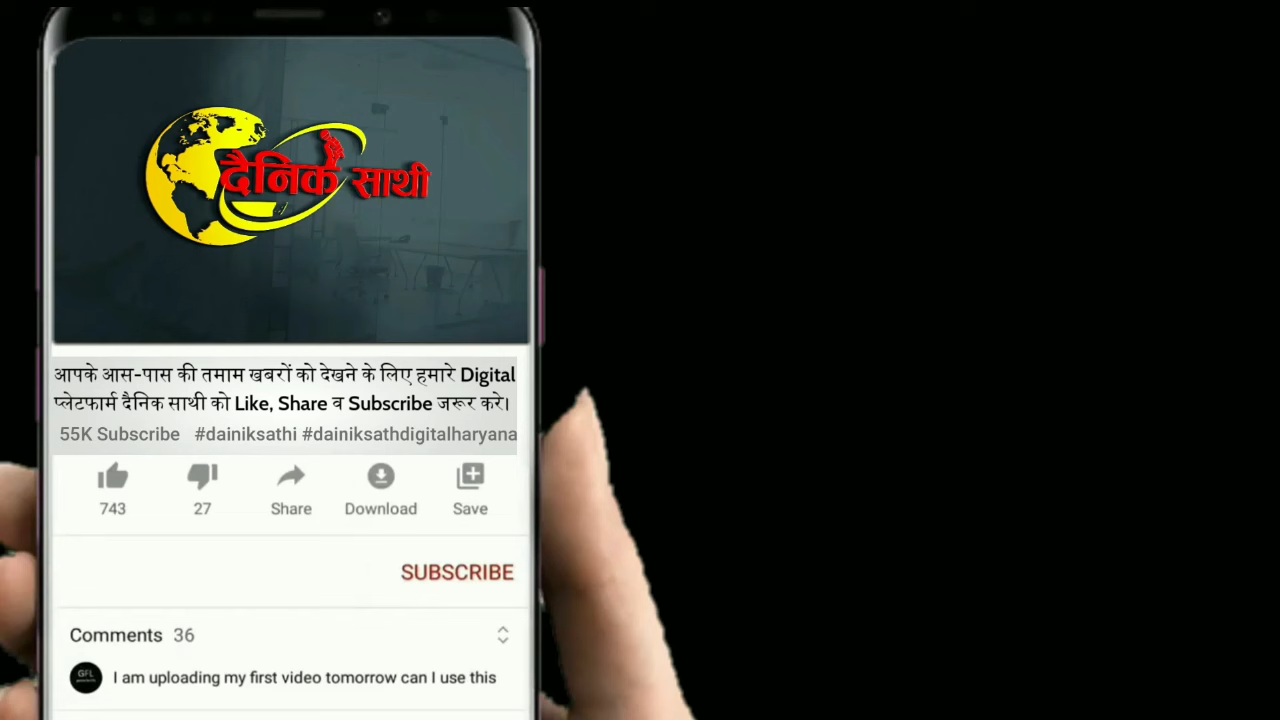 दैनिक साथी
आपके आस-पास की तमाम खबरों को देखने के लिए हमारे Digital
प्लेटफार्म दैनिक साथी को Like, Share व Subscribe जरूर करे।
55K Subscribe #dainiksathi #dainiksathdigitalharyana
743 27 Share Download Save
SUBSCRIBE
Comments 36
GFL
I am uploading my first video tomorrow can I use this